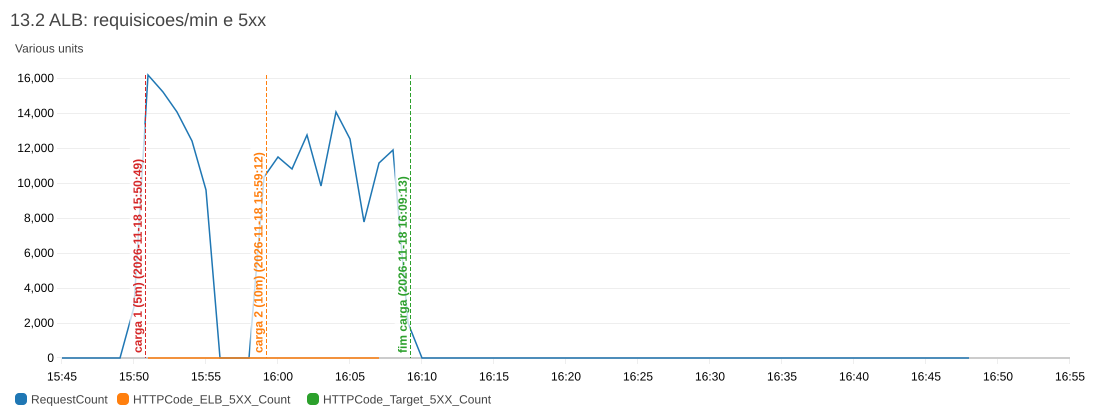 13.2 ALB: requisicoes/min e 5xx
Various units
16,000
14,000
12,000
10,000
8,000
6,000
4,000
2,000
0
carga 1 (5m) (2026-11-18 15:50:49)
carga 2 (10m) (2026-11-18 15:59:12)
fim carga (2026-11-18 16:09:13)
15:45 15:50 15:55 16:00 16:05 16:10 16:15 16:20 16:25 16:30 16:35 16:40 16:45 16:50 16:55
RequestCount HTTPCode_ELB_5XX_Count HTTPCode_Target_5XX_Count